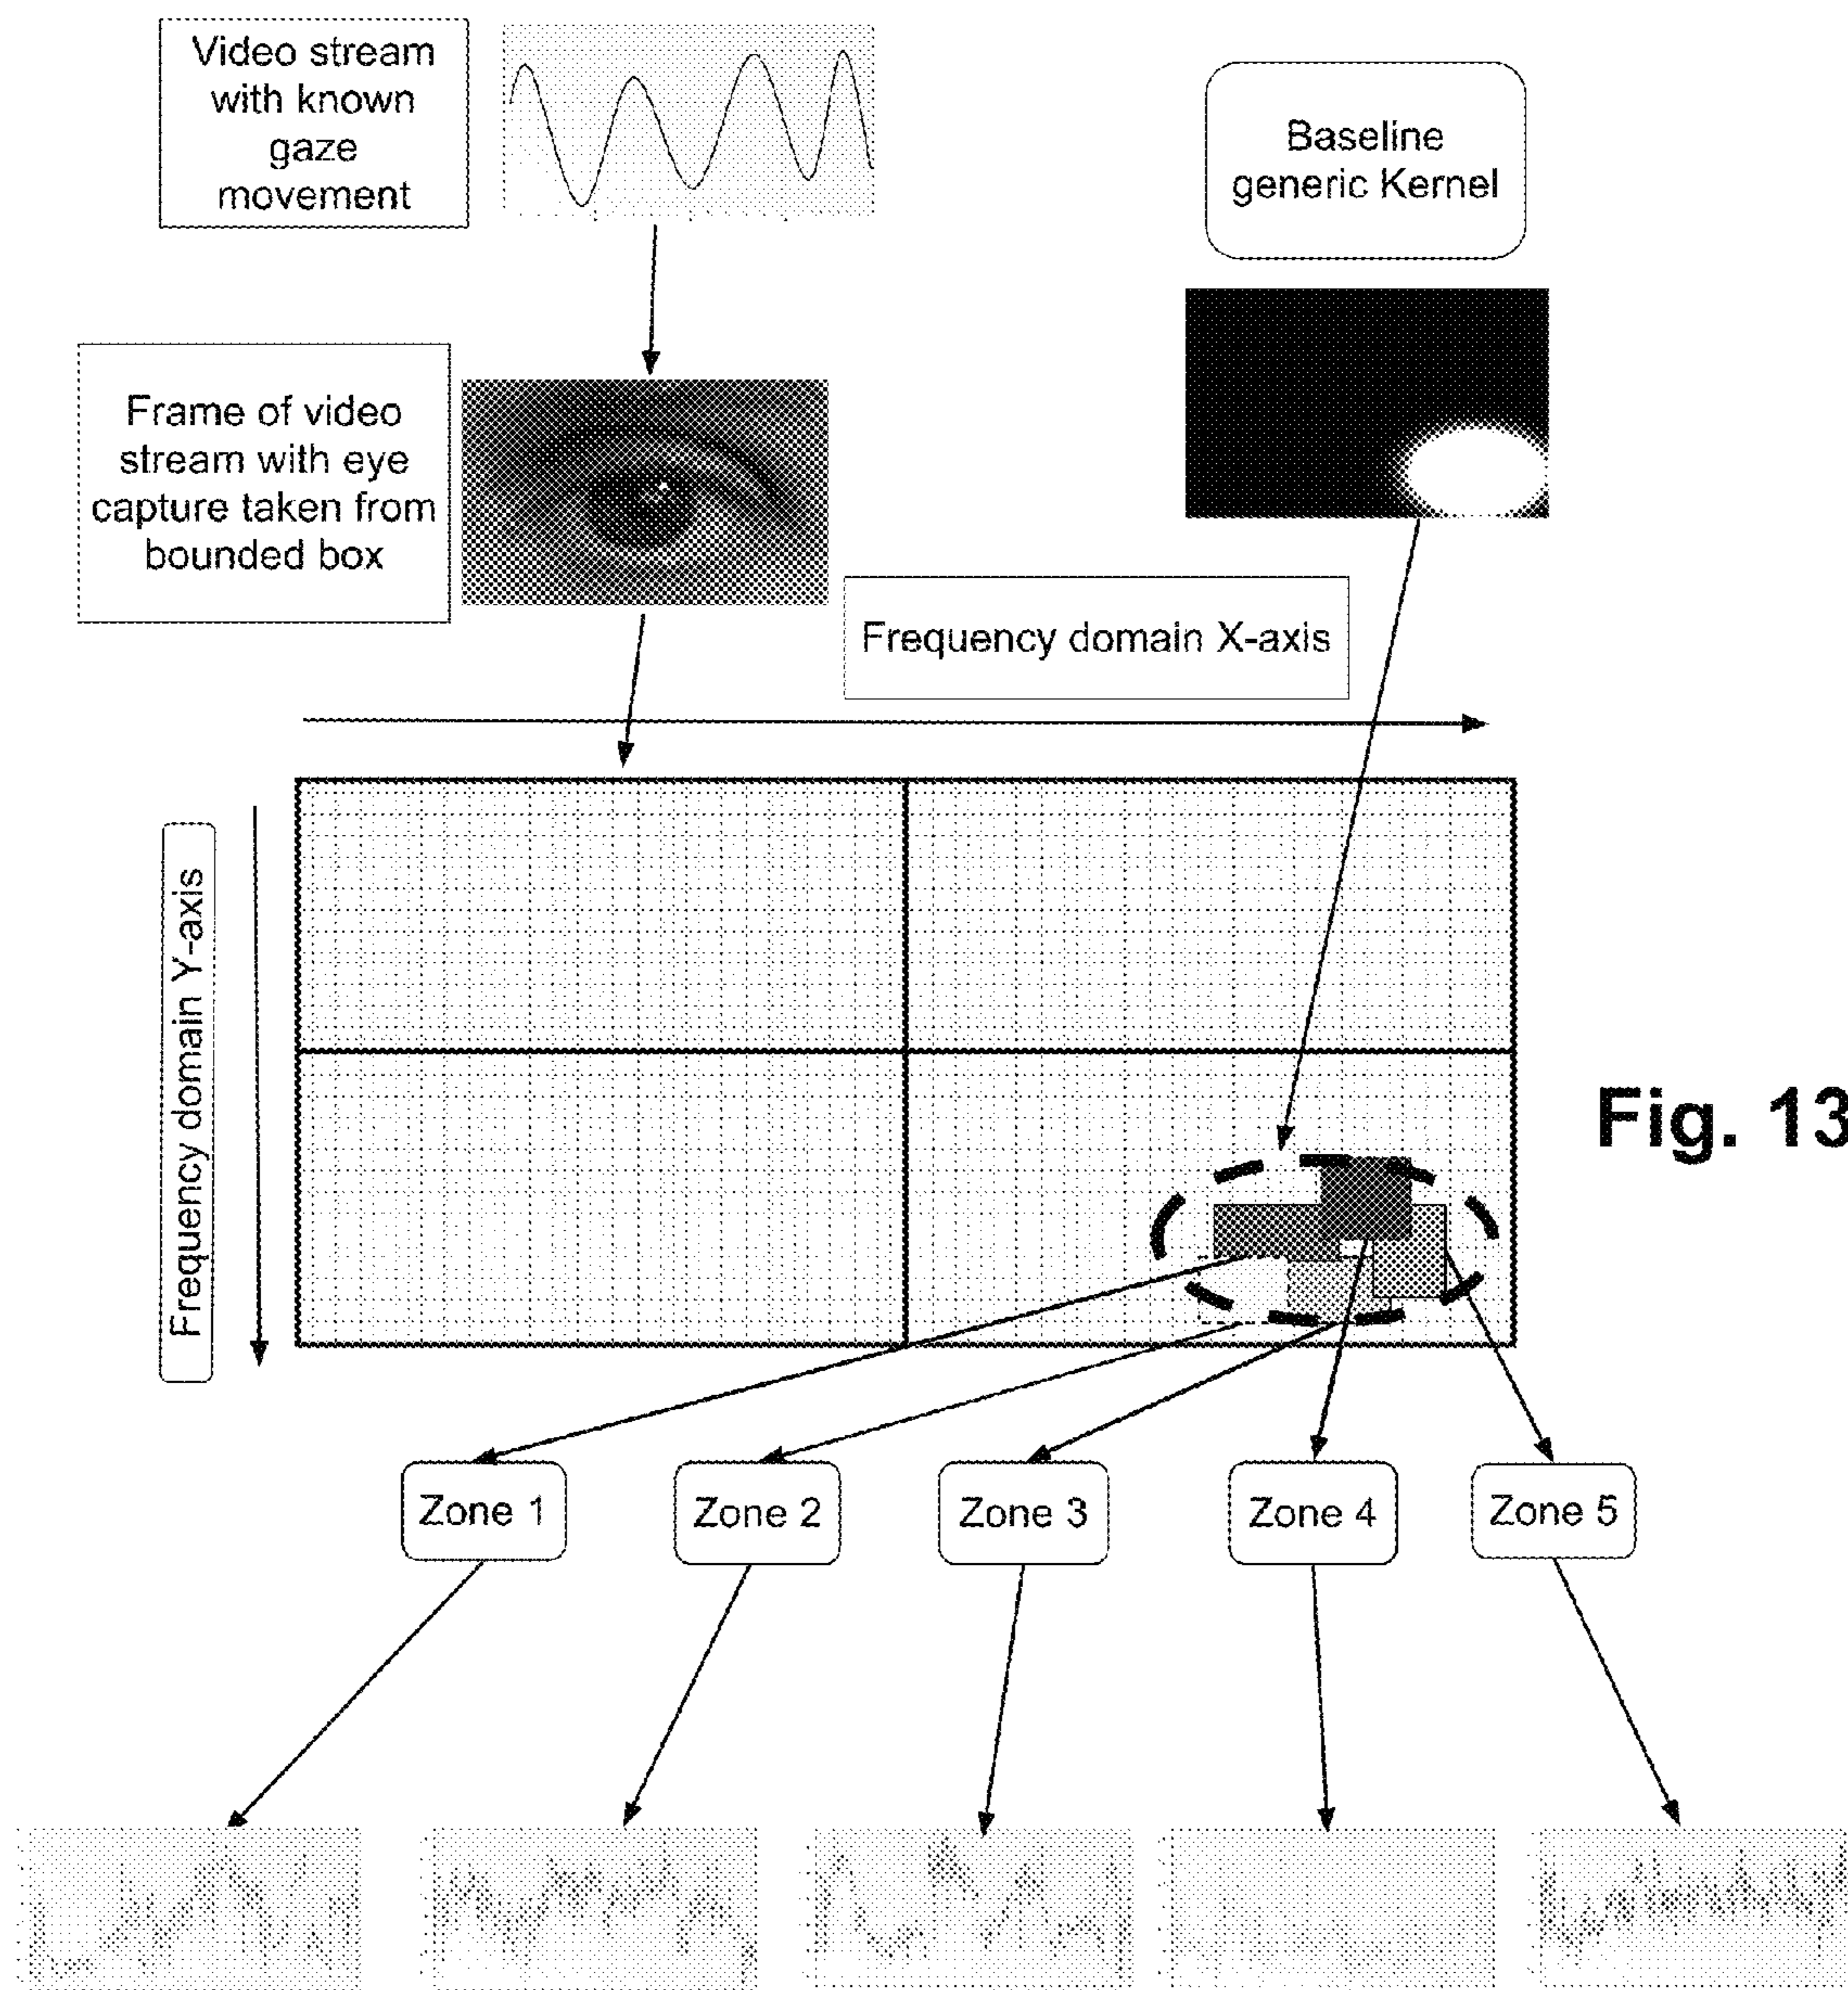 Video stream
with known
gaze
movement
Baseline
generic Kernel
Frame of video
stream with eye
capture taken from
bounded box
Frequency domain X-axis
Frequency domain Y-axis
Fig. 13
Zone 1
Zone 2
Zone 3
Zone 4
Zone 5